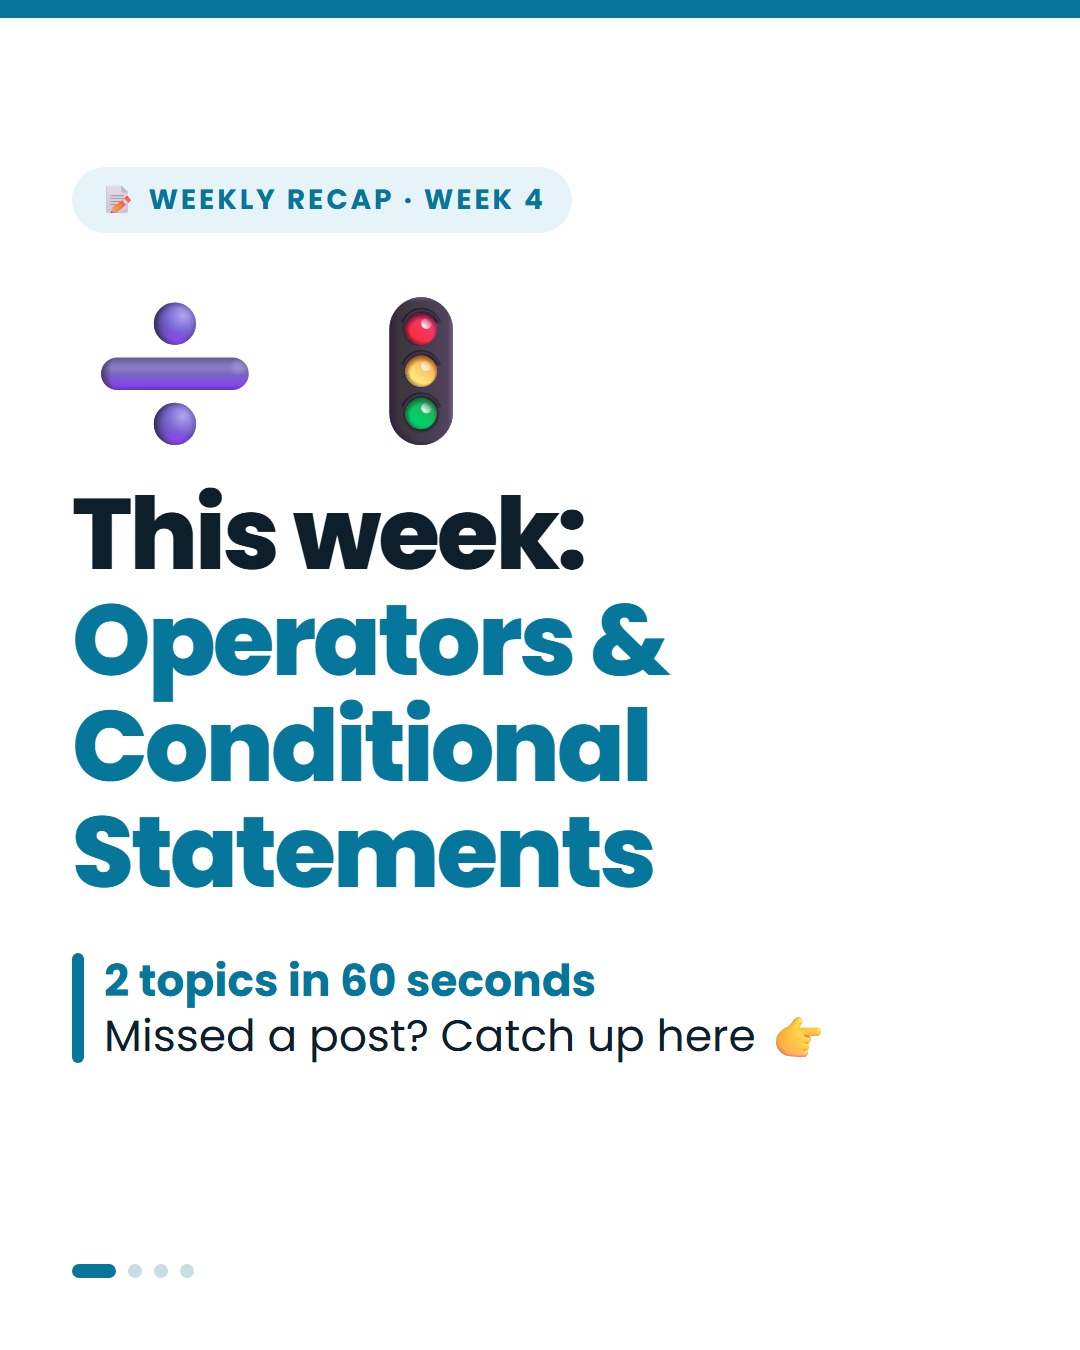 WEEKLY RECAP · WEEK 4
This week:
Operators &
Conditional
Statements
2 topics in 60 seconds
Missed a post? Catch up here